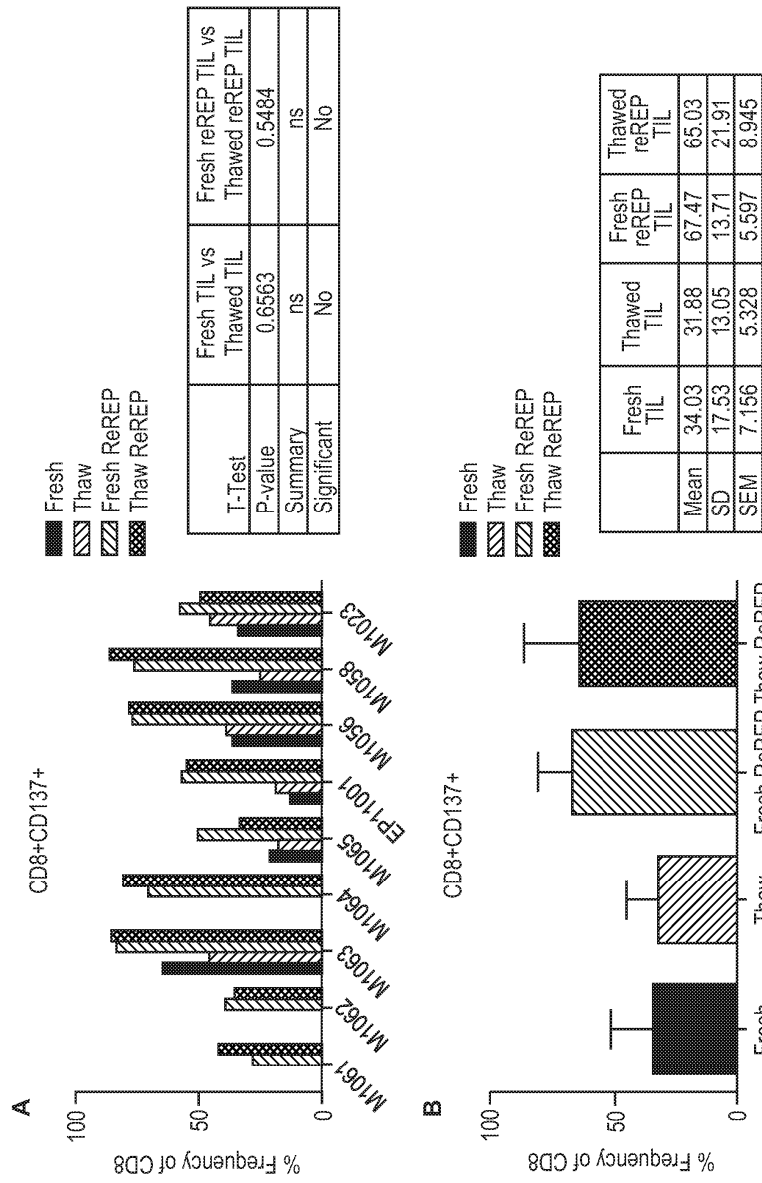 A
CD8+CD137+
% Frequency of CD8
100
50
0
M1061
M1062
M1063
M1064
M1065
EP11001
M1056
M1058
M1023
Fresh
Thaw
Fresh ReREP
Thaw ReREP
T-Test Fresh TIL vs Thawed TIL Fresh reREP TIL vs Thawed reREP TIL
P-value 0.6563 0.5484
Summary ns ns
Significant No No
B
CD8+CD137+
% Frequency of CD8
100
50
0
Fresh Thaw Fresh ReREP Thaw ReREP
Fresh
Thaw
Fresh ReREP
Thaw ReREP
Fresh TIL Thawed TIL Fresh reREP TIL Thawed reREP TIL
Mean 34.03 31.88 67.47 65.03
SD 17.53 13.05 13.71 21.91
SEM 7.156 5.328 5.597 8.945